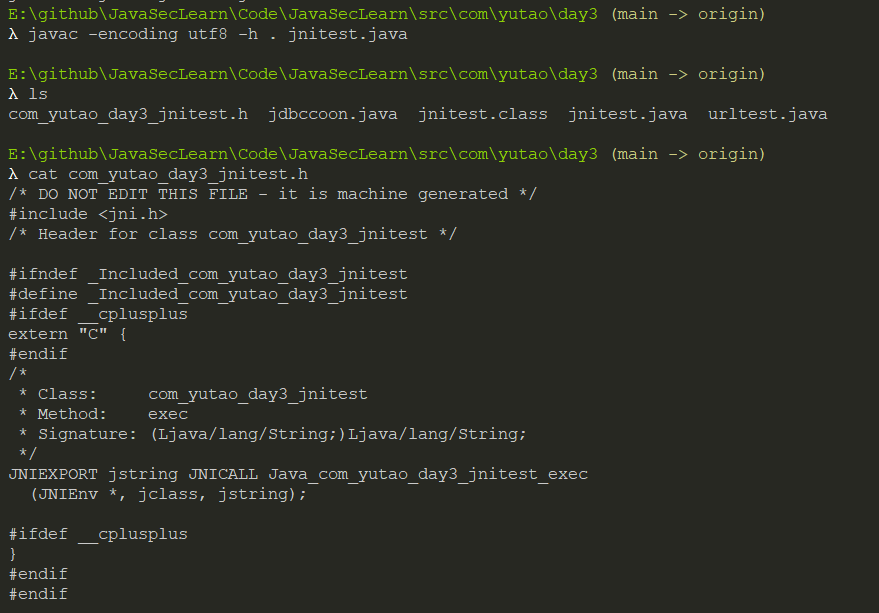 E:\github\JavaSecLearn\Code\JavaSecLearn\src\com\yutao\day3 (main -> origin)
λ javac -encoding utf8 -h . jnitest.java
E:\github\JavaSecLearn\Code\JavaSecLearn\src\com\yutao\day3 (main -> origin)
λ ls
com_yutao_day3_jnitest.h  jdbccoon.java  jnitest.class  jnitest.java  urltest.java
E:\github\JavaSecLearn\Code\JavaSecLearn\src\com\yutao\day3 (main -> origin)
λ cat com_yutao_day3_jnitest.h
/* DO NOT EDIT THIS FILE - it is machine generated */
#include <jni.h>
/* Header for class com_yutao_day3_jnitest */
#ifndef _Included_com_yutao_day3_jnitest
#define _Included_com_yutao_day3_jnitest
#ifdef __cplusplus
extern "C" {
#endif
/*
 * Class:     com_yutao_day3_jnitest
 * Method:    exec
 * Signature: (Ljava/lang/String;)Ljava/lang/String;
 */
JNIEXPORT jstring JNICALL Java_com_yutao_day3_jnitest_exec
  (JNIEnv *, jclass, jstring);
#ifdef __cplusplus
}
#endif
#endif